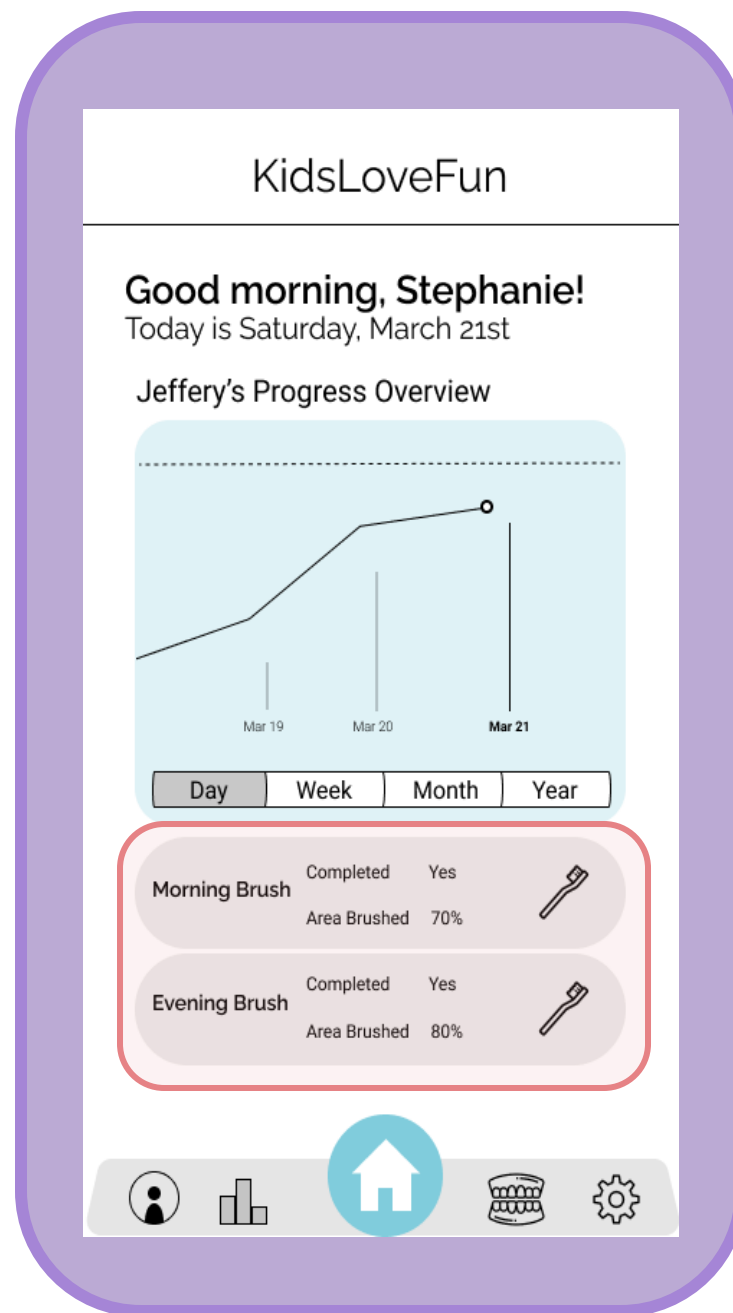 KidsLoveFun
Good morning, Stephanie!
Today is Saturday, March 21st
Jeffery’s Progress Overview
Mar 19 Mar 20 Mar 21
Day Week Month Year
Morning Brush
Completed Yes
Area Brushed 70%
Evening Brush
Completed Yes
Area Brushed 80%